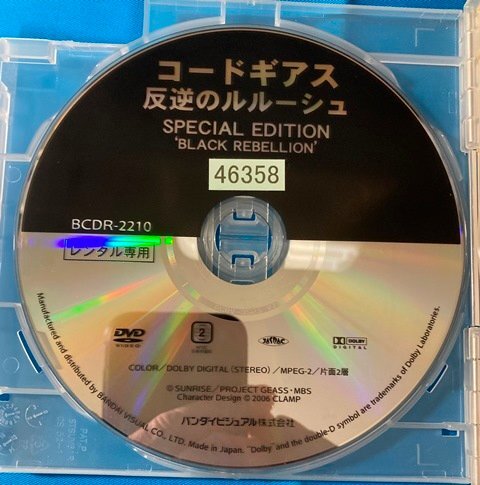 コードギアス
反逆のルルーシュ
SPECIAL EDITION
'BLACK REBELLION'
46358
BCDR-2210
レンタル専用
DVD
VIDEO
2
JASRAC
DOLBY
DIGITAL
COLOR／DOLBY DIGITAL (STEREO)／MPEG-2／片面2層
© SUNRISE／PROJECT GEASS・MBS
Character Design © 2006 CLAMP
バンダイビジュアル株式会社
Manufactured and distributed by BANDAI VISUAL CO., LTD. Made in Japan. "Dolby" and the double-D symbol are trademarks of Dolby Laboratories.